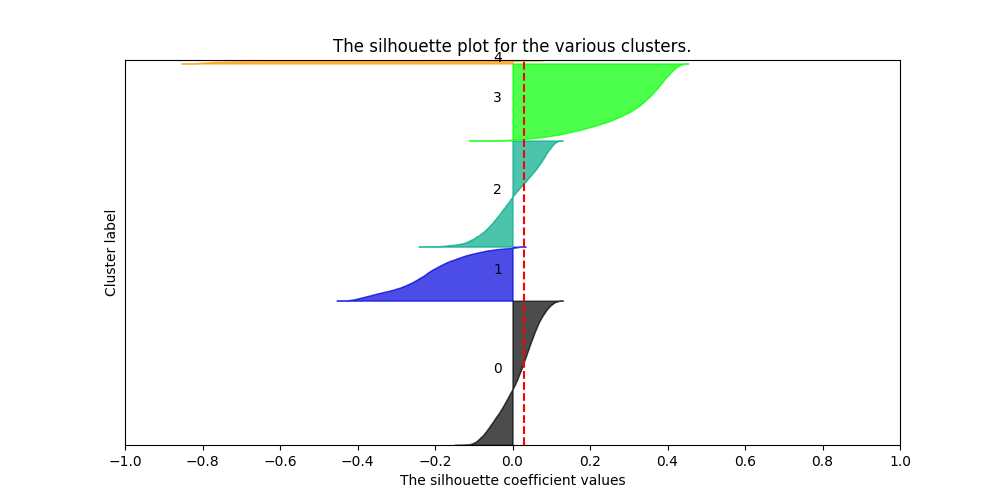 The silhouette plot for the various clusters.
4
3
2
1
0
Cluster label
−1.0 −0.8 −0.6 −0.4 −0.2 0.0 0.2 0.4 0.6 0.8 1.0
The silhouette coefficient values